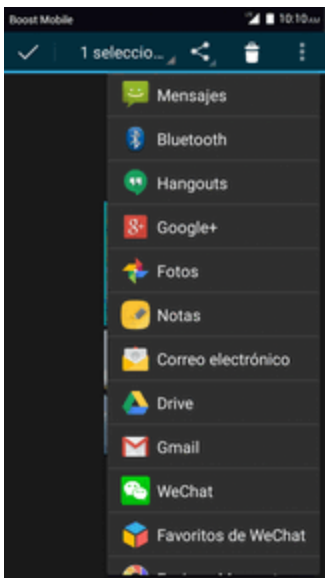 Boost Mobile 10:10 AM
1 seleccio...
Mensajes
Bluetooth
Hangouts
Google+
Fotos
Notas
Correo electrónico
Drive
Gmail
WeChat
Favoritos de WeChat